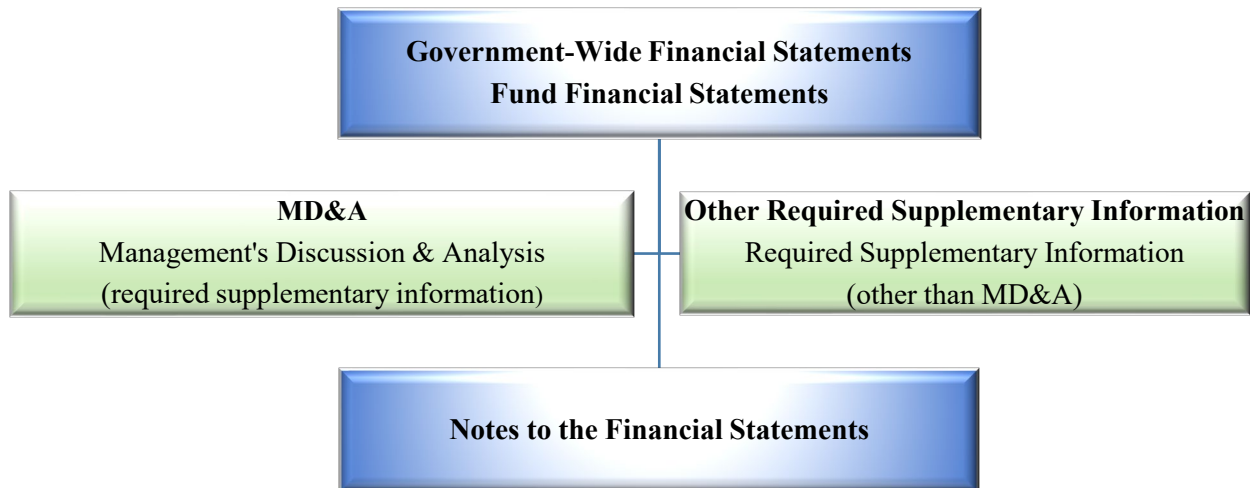 Government-Wide Financial Statements
Fund Financial Statements
MD&A
Management's Discussion & Analysis
(required supplementary information)
Other Required Supplementary Information
Required Supplementary Information
(other than MD&A)
Notes to the Financial Statements